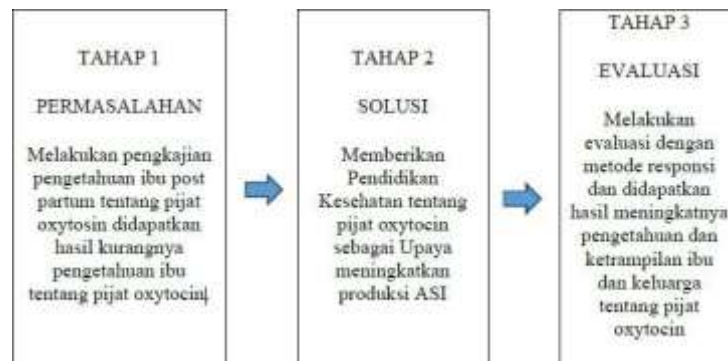 TAHAP 1
PERMASALAHAN
Melakukan pengkajian
pengetahuan ibu post
partum tentang pijat
oxytosin didapatkan
hasil kurangnya
pengetahuan ibu
tentang pijat oxytocin
TAHAP 2
SOLUSI
Memberikan
Pendidikan
Kesehatan tentang
pijat oxytocin
sebagai Upaya
meningkatkan
produksi ASI
TAHAP 3
EVALUASI
Melakukan
evaluasi dengan
metode responsi
dan didapatkan
hasil meningkatnya
pengetahuan dan
ketrampilan ibu
dan keluarga
tentang pijat
oxytocin